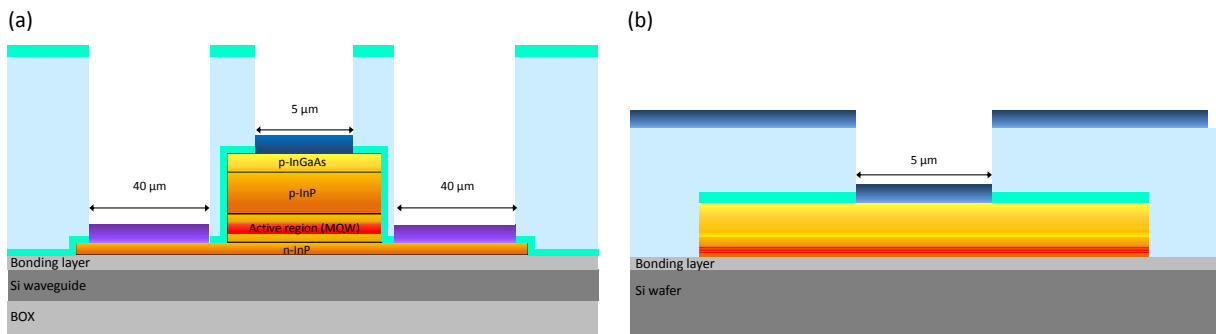 (a)
5 µm
p-InGaAs
40 µm
p-InP
40 µm
Active region (MQW)
n-InP
Bonding layer
Si waveguide
BOX
(b)
5 µm
Bonding layer
Si wafer